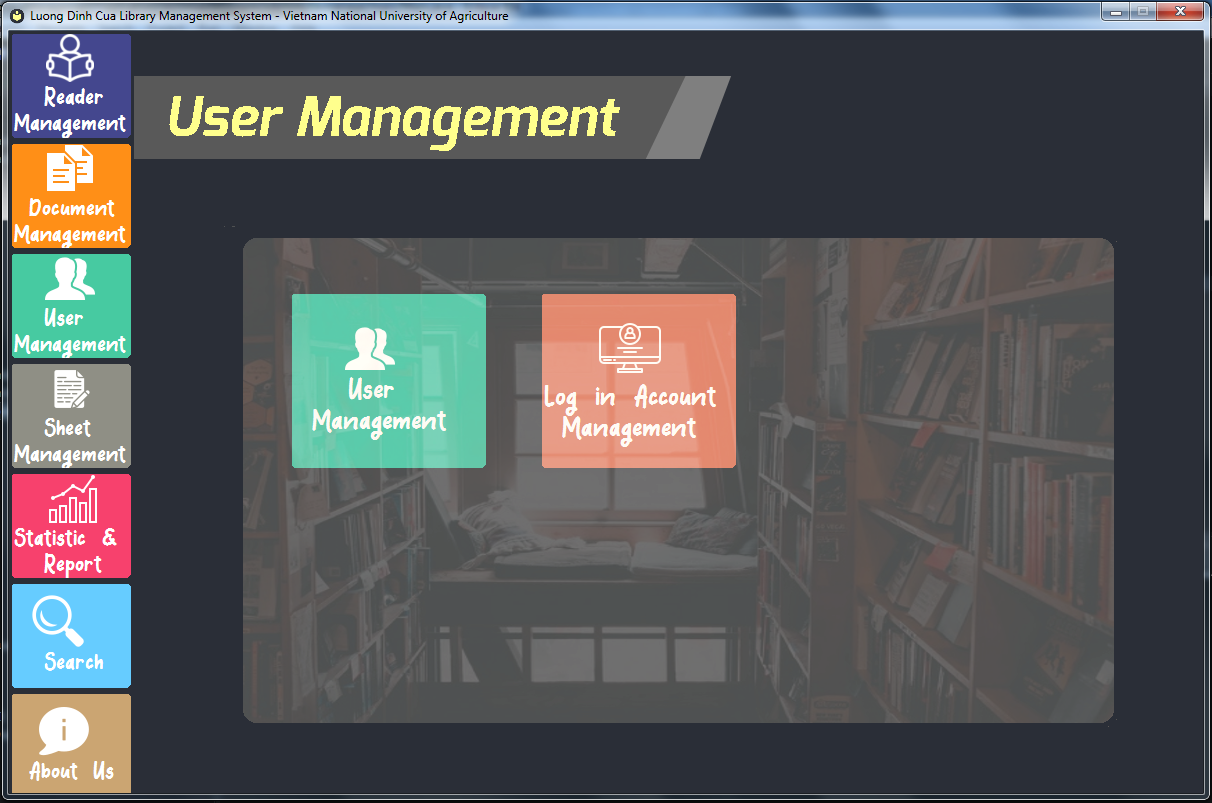 Luong Dinh Cua Library Management System - Vietnam National University of Agriculture
Reader
Management
Document
Management
User
Management
Sheet
Management
Statistic &
Report
Search
About Us
User Management
User
Management
Log in Account
Management